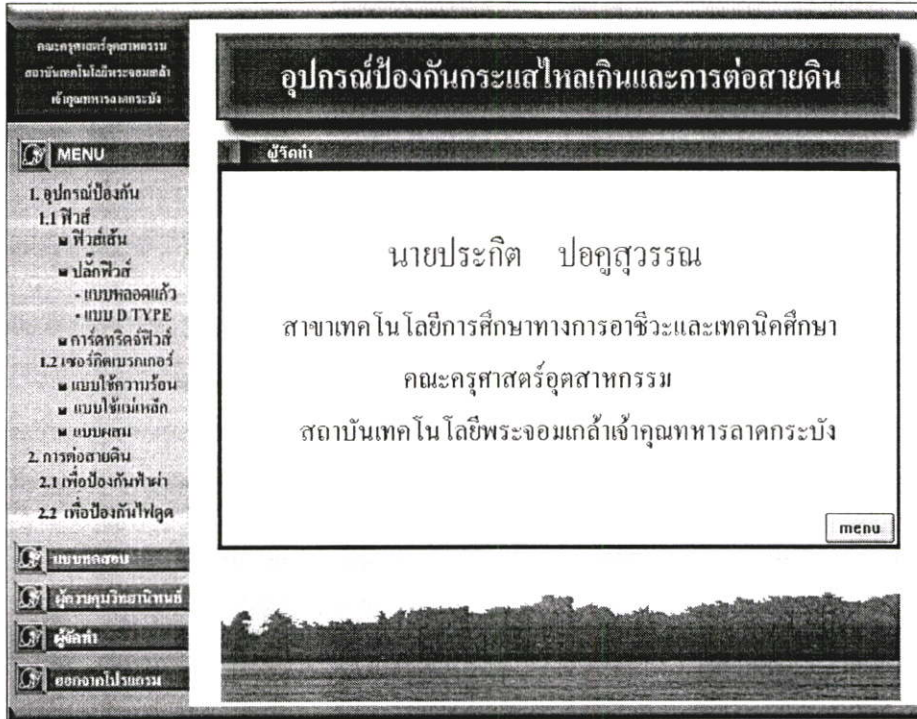 คณะครุศาสตร์อุตสาหกรรม
สถาบันเทคโนโลยีพระจอมเกล้า
เจ้าคุณทหารลาดกระบัง
อุปกรณ์ป้องกันกระแสไหลเกินและการต่อสายดิน
MENU
1. อุปกรณ์ป้องกัน
1.1 ฟิวส์
ฟิวส์เส้น
ปลั๊กฟิวส์
- แบบหลอดแก้ว
- แบบ D TYPE
การ์ดทริดจ์ฟิวส์
1.2 เซอร์กิตเบรกเกอร์
แบบใช้ความร้อน
แบบใช้แม่เหล็ก
แบบผสม
2. การต่อสายดิน
2.1 เพื่อป้องกันฟ้าผ่า
2.2 เพื่อป้องกันไฟดูด
แบบทดสอบ
ผู้ควบคุมวิทยานิพนธ์
ผู้จัดทำ
ออกจากโปรแกรม
ผู้จัดทำ
นายประกิต ปอคูสุวรรณ
สาขาเทคโนโลยีการศึกษาทางการอาชีวะและเทคนิคศึกษา
คณะครุศาสตร์อุตสาหกรรม
สถาบันเทคโนโลยีพระจอมเกล้าเจ้าคุณทหารลาดกระบัง
menu